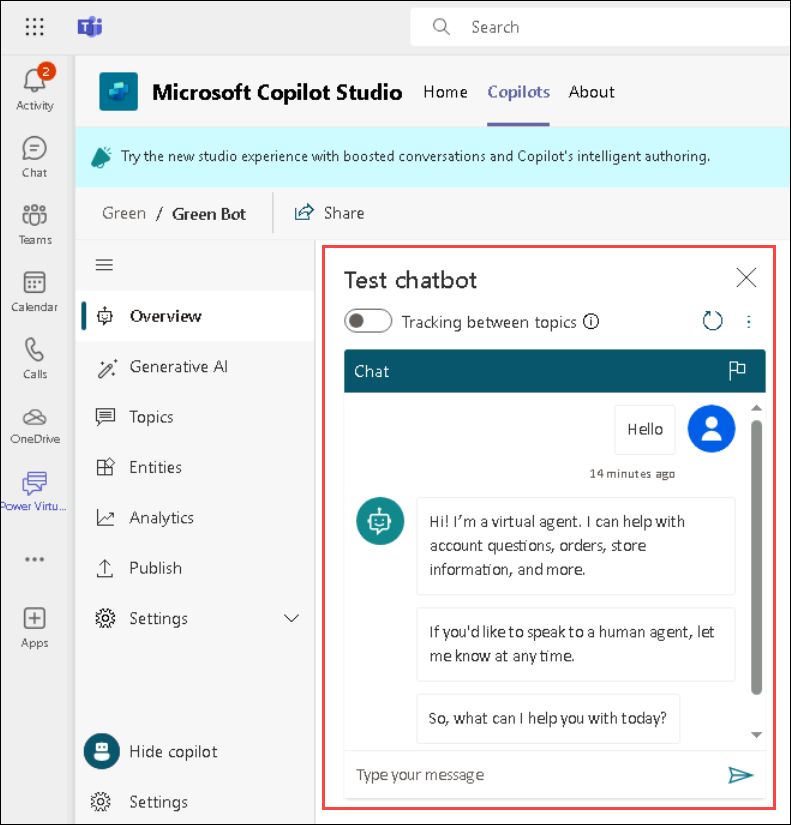 Search
2
Activity
Chat
Teams
Calendar
Calls
OneDrive
Power Virtu...
Apps
Microsoft Copilot Studio
Home
Copilots
About
Try the new studio experience with boosted conversations and Copilot's intelligent authoring.
Green / Green Bot
Share
Overview
Generative AI
Topics
Entities
Analytics
Publish
Settings
Hide copilot
Settings
Test chatbot
Tracking between topics
Chat
Hello
14 minutes ago
Hi! I'm a virtual agent. I can help with
account questions, orders, store
information, and more.
If you'd like to speak to a human agent, let
me know at any time.
So, what can I help you with today?
Type your message